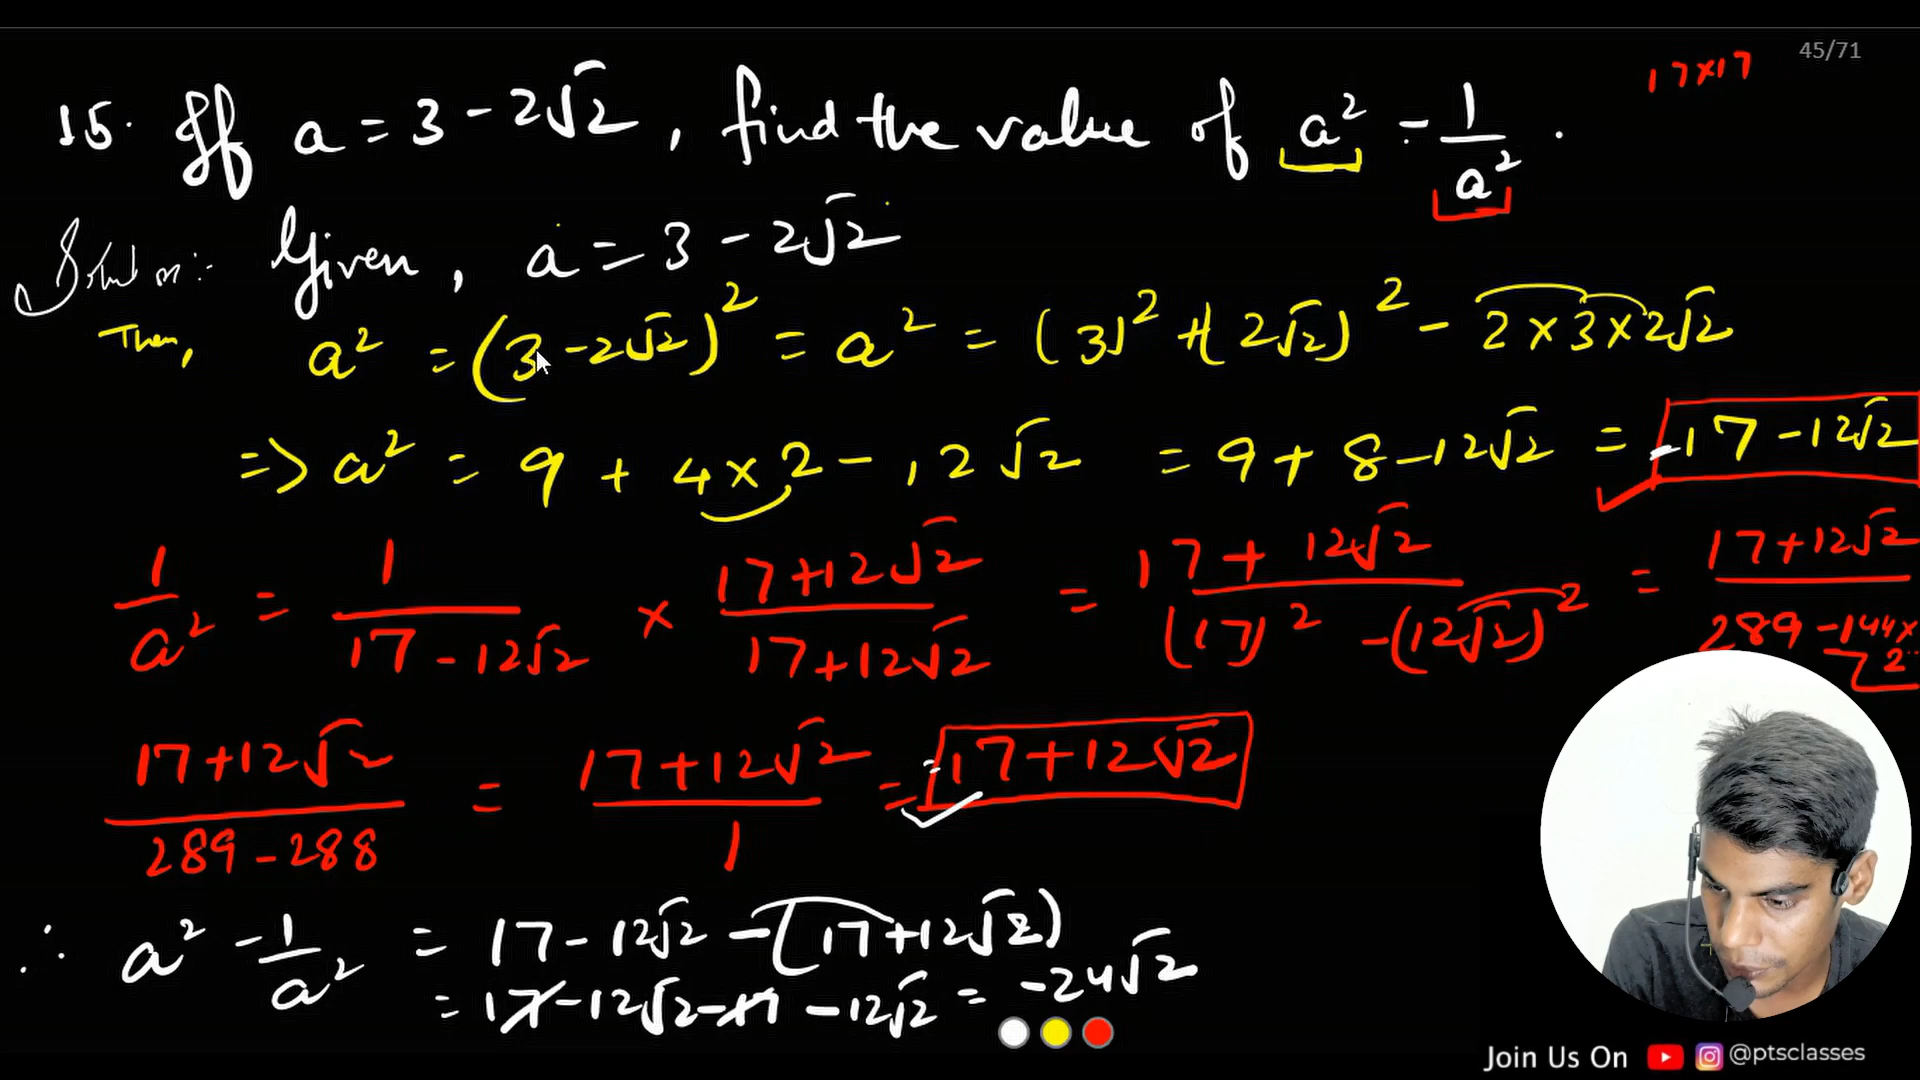 45/71
17×17
15. If a = 3 - 2√2, find the value of a² - 1/a².
Solution:- Given, a = 3 - 2√2
Then, a² = (3 - 2√2)² = a² = (3)² + (2√2)² - 2×3×2√2
=> a² = 9 + 4×2 - 12√2 = 9 + 8 - 12√2 = 17 - 12√2
1/a² = 1/(17 - 12√2) × (17+12√2)/(17+12√2) = (17 + 12√2)/((17)² - (12√2)²) = (17+12√2)/(289 - 144×2)
(17+12√2)/(289 - 288) = (17+12√2)/1 = 17+12√2
∴ a² - 1/a² = 17 - 12√2 - (17+12√2)
= 17 - 12√2 - 17 - 12√2 = -24√2
Join Us On @ptsclasses